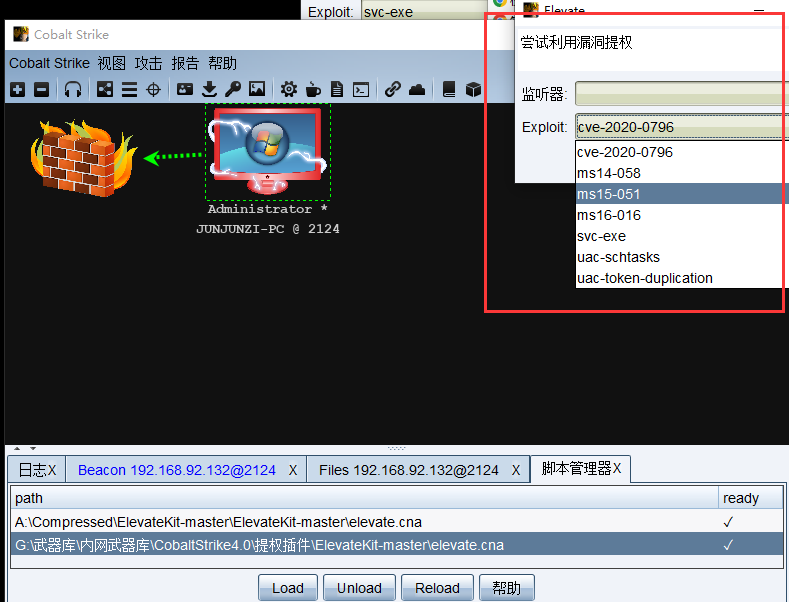 Exploit: svc-exe
Elevate
Cobalt Strike
Cobalt Strike 视图 攻击 报告 帮助
尝试利用漏洞提权
监听器:
Exploit: cve-2020-0796
cve-2020-0796
ms14-058
ms15-051
ms16-016
svc-exe
uac-schtasks
uac-token-duplication
Administrator *
JUNJUNZI-PC @ 2124
日志X Beacon 192.168.92.132@2124 X Files 192.168.92.132@2124 X 脚本管理器X
path ready
A:\Compressed\ElevateKit-master\ElevateKit-master\elevate.cna ✓
G:\武器库\内网武器库\CobaltStrike4.0\提权插件\ElevateKit-master\elevate.cna ✓
Load Unload Reload 帮助